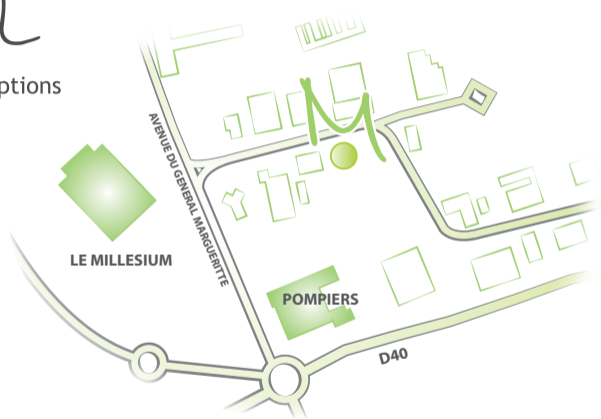 ptions
M
AVENUE DU GENERAL MARGUERITTE
LE MILLESIUM
POMPIERS
D40